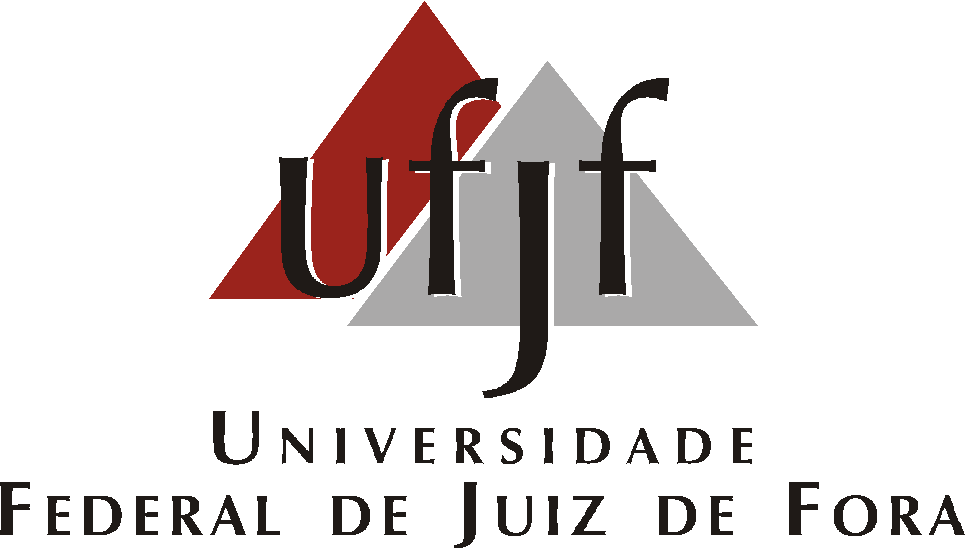 ufjf
UNIVERSIDADE
FEDERAL DE JUIZ DE FORA